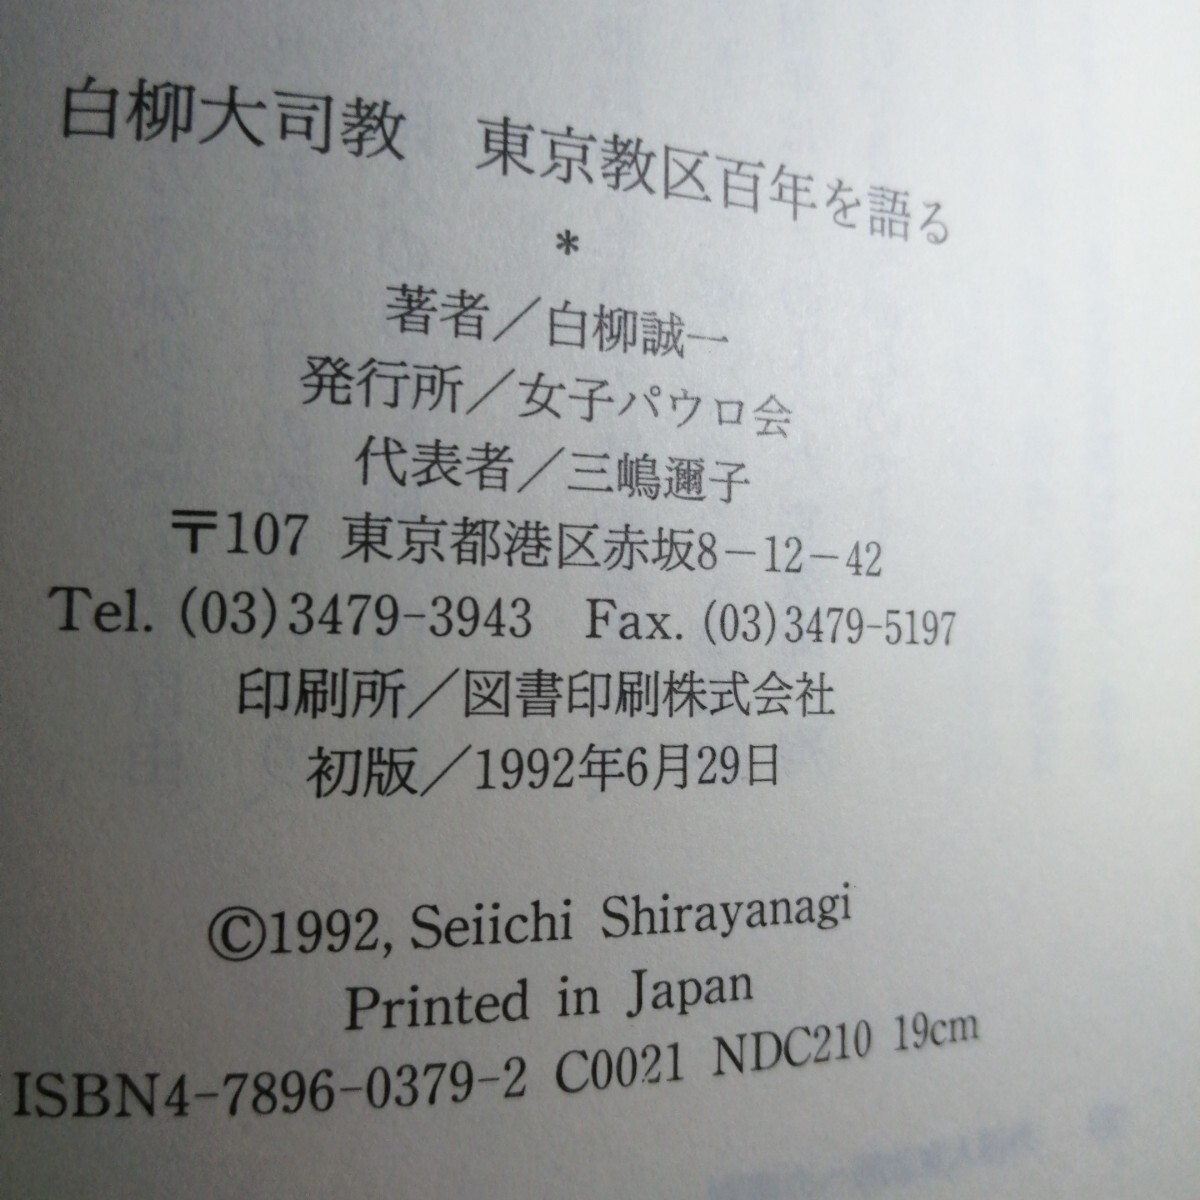 白柳大司教　東京教区百年を語る
*
著者／白柳誠一
発行所／女子パウロ会
代表者／三嶋邇子
〒107 東京都港区赤坂8－12－42
Tel. (03)3479-3943　Fax. (03)3479-5197
印刷所／図書印刷株式会社
初版／1992年6月29日
©1992, Seiichi Shirayanagi
Printed in Japan
ISBN4-7896-0379-2 C0021 NDC210 19cm